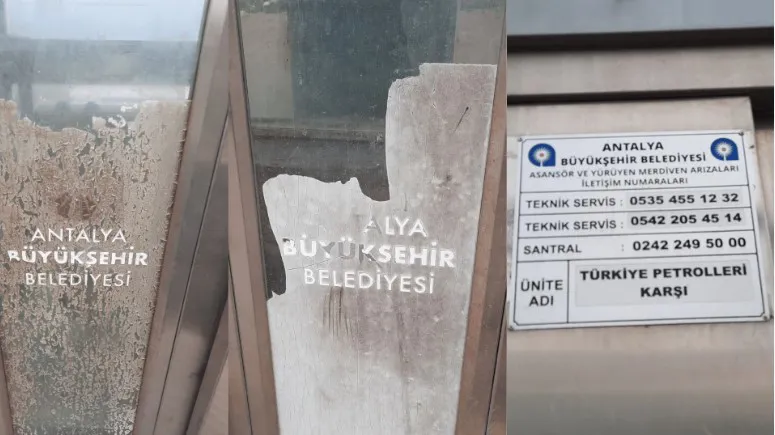 ANTALYA
BÜYÜKŞEHİR
BELEDİYESİ
ALYA
BÜYÜKŞEHİR
BELEDİYESİ
ANTALYA
BÜYÜKŞEHİR BELEDİYESİ
ASANSÖR VE YÜRÜYEN MERDİVEN ARIZALARI
İLETİŞİM NUMARALARI
TEKNİK SERVİS : 0535 455 12 32
TEKNİK SERVİS : 0542 205 45 14
SANTRAL : 0242 249 50 00
ÜNİTE ADI : TÜRKİYE PETROLLERİ
KARŞI